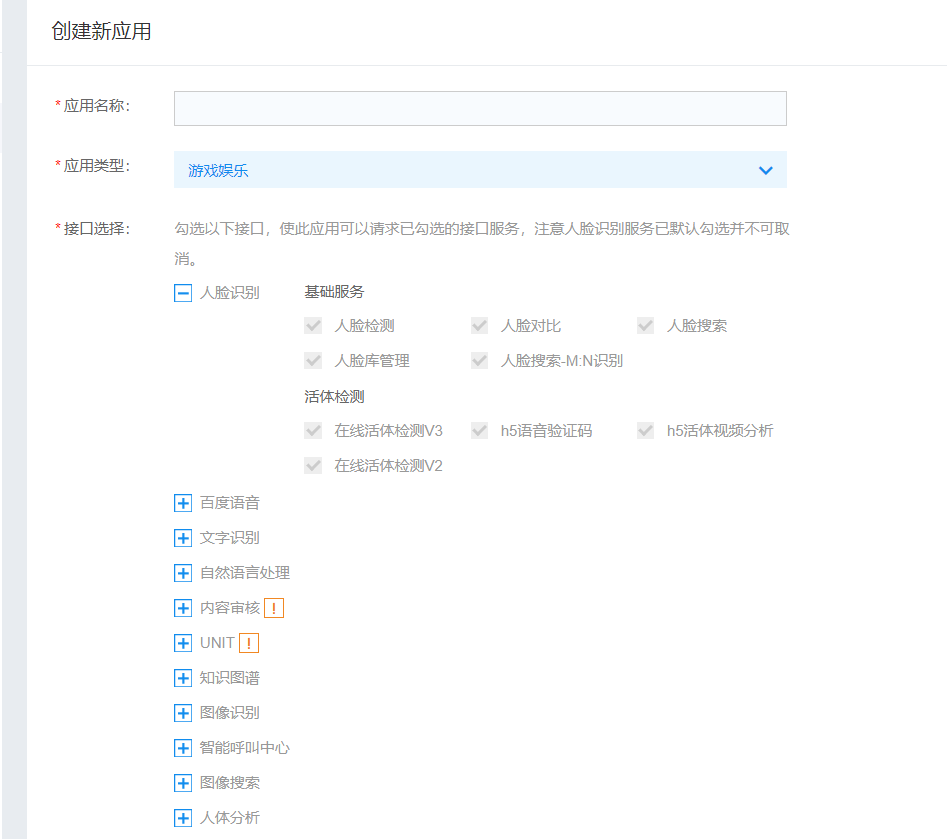 创建新应用
*应用名称：
*应用类型：
游戏娱乐
*接口选择：
勾选以下接口，使此应用可以请求已勾选的接口服务，注意人脸识别服务已默认勾选并不可取
消。
人脸识别 基础服务
人脸检测 人脸对比 人脸搜索
人脸库管理 人脸搜索-M:N识别
活体检测
在线活体检测V3 h5语音验证码 h5活体视频分析
在线活体检测V2
百度语音
文字识别
自然语言处理
内容审核 !
UNIT !
知识图谱
图像识别
智能呼叫中心
图像搜索
人体分析